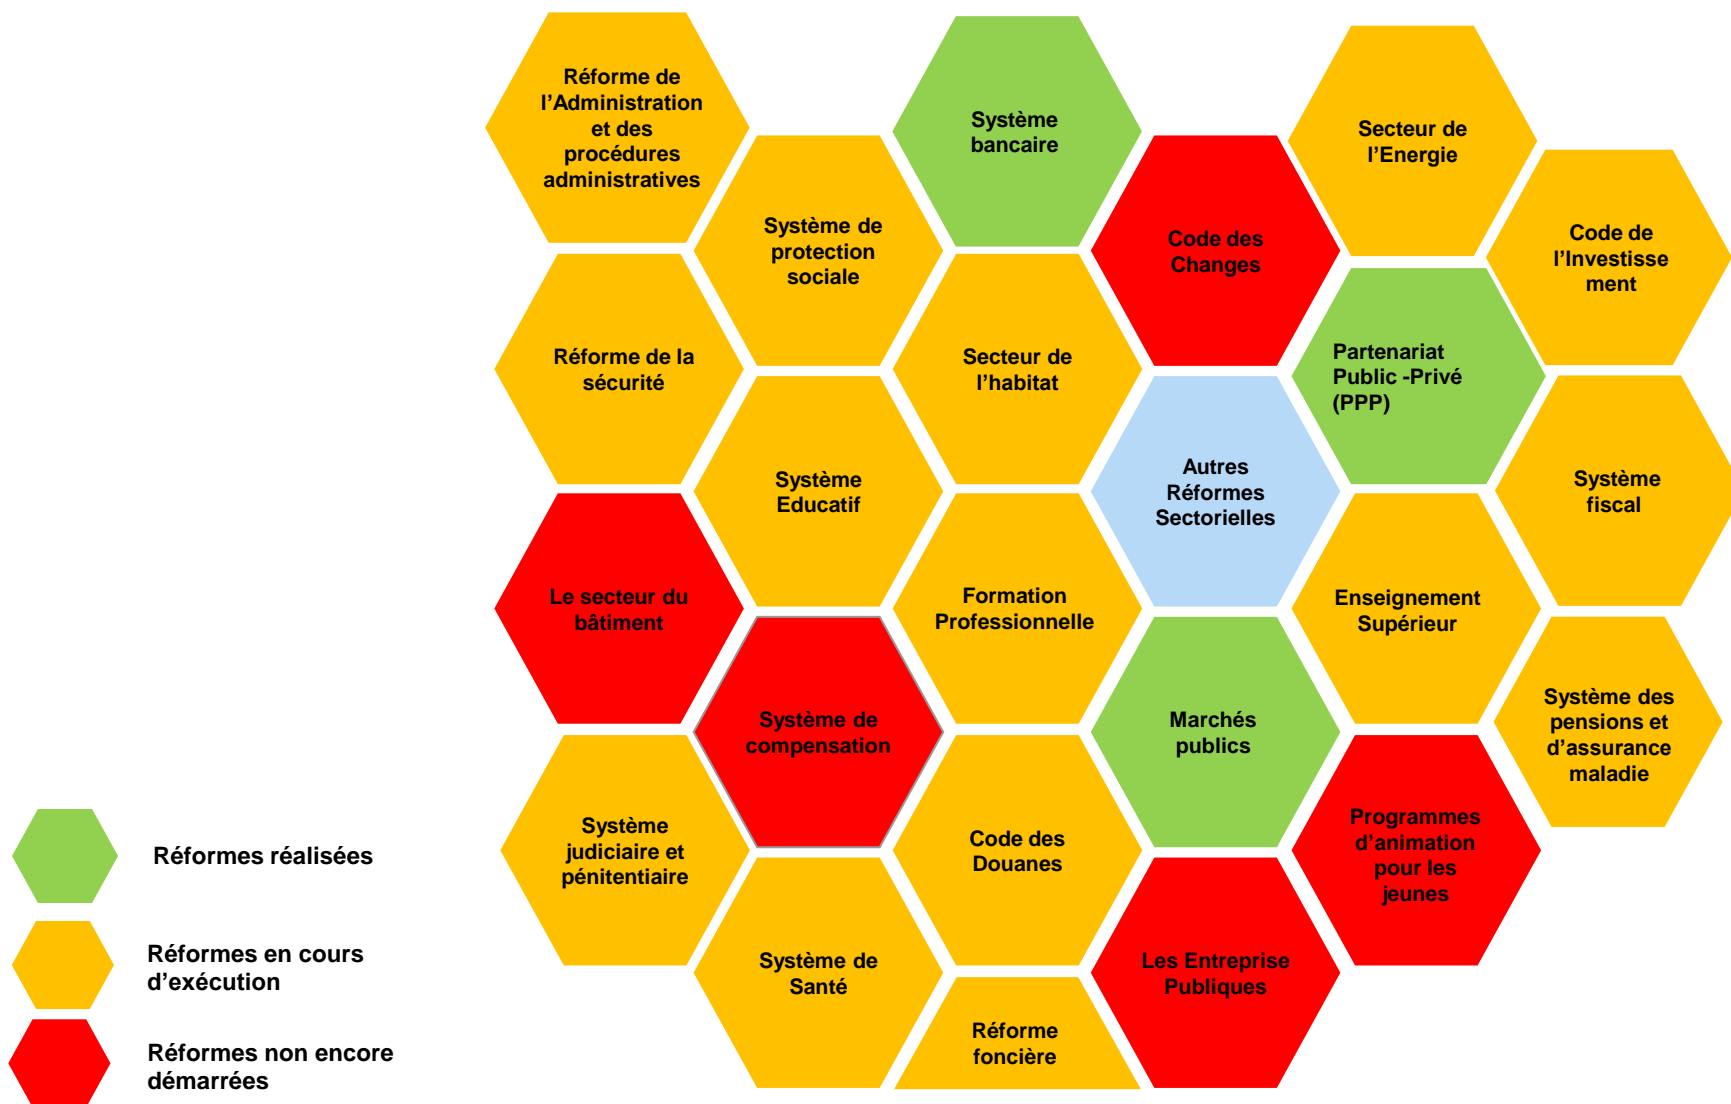 Réforme de
l'Administration
et des
procédures
administratives
Système
bancaire
Secteur de
l'Energie
Système de
protection
sociale
Code des
Changes
Code de
l'Investisse
ment
Réforme de la
sécurité
Secteur de
l'habitat
Partenariat
Public -Privé
(PPP)
Système
Educatif
Autres
Réformes
Sectorielles
Système
fiscal
Le secteur du
bâtiment
Formation
Professionnelle
Enseignement
Supérieur
Système de
compensation
Marchés
publics
Système des
pensions et
d'assurance
maladie
Système
judiciaire et
pénitentiaire
Code des
Douanes
Programmes
d'animation
pour les
jeunes
Système de
Santé
Les Entreprise
Publiques
Réforme
foncière
Réformes réalisées
Réformes en cours
d'exécution
Réformes non encore
démarrées